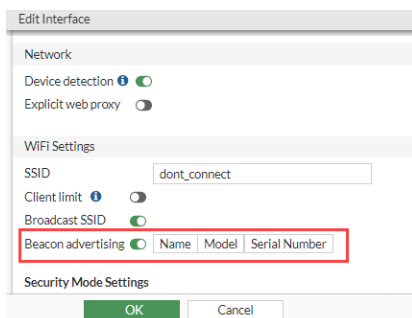 Edit Interface
Network
Device detection
Explicit web proxy
WiFi Settings
SSID dont_connect
Client limit
Broadcast SSID
Beacon advertising Name Model Serial Number
Security Mode Settings
OK Cancel